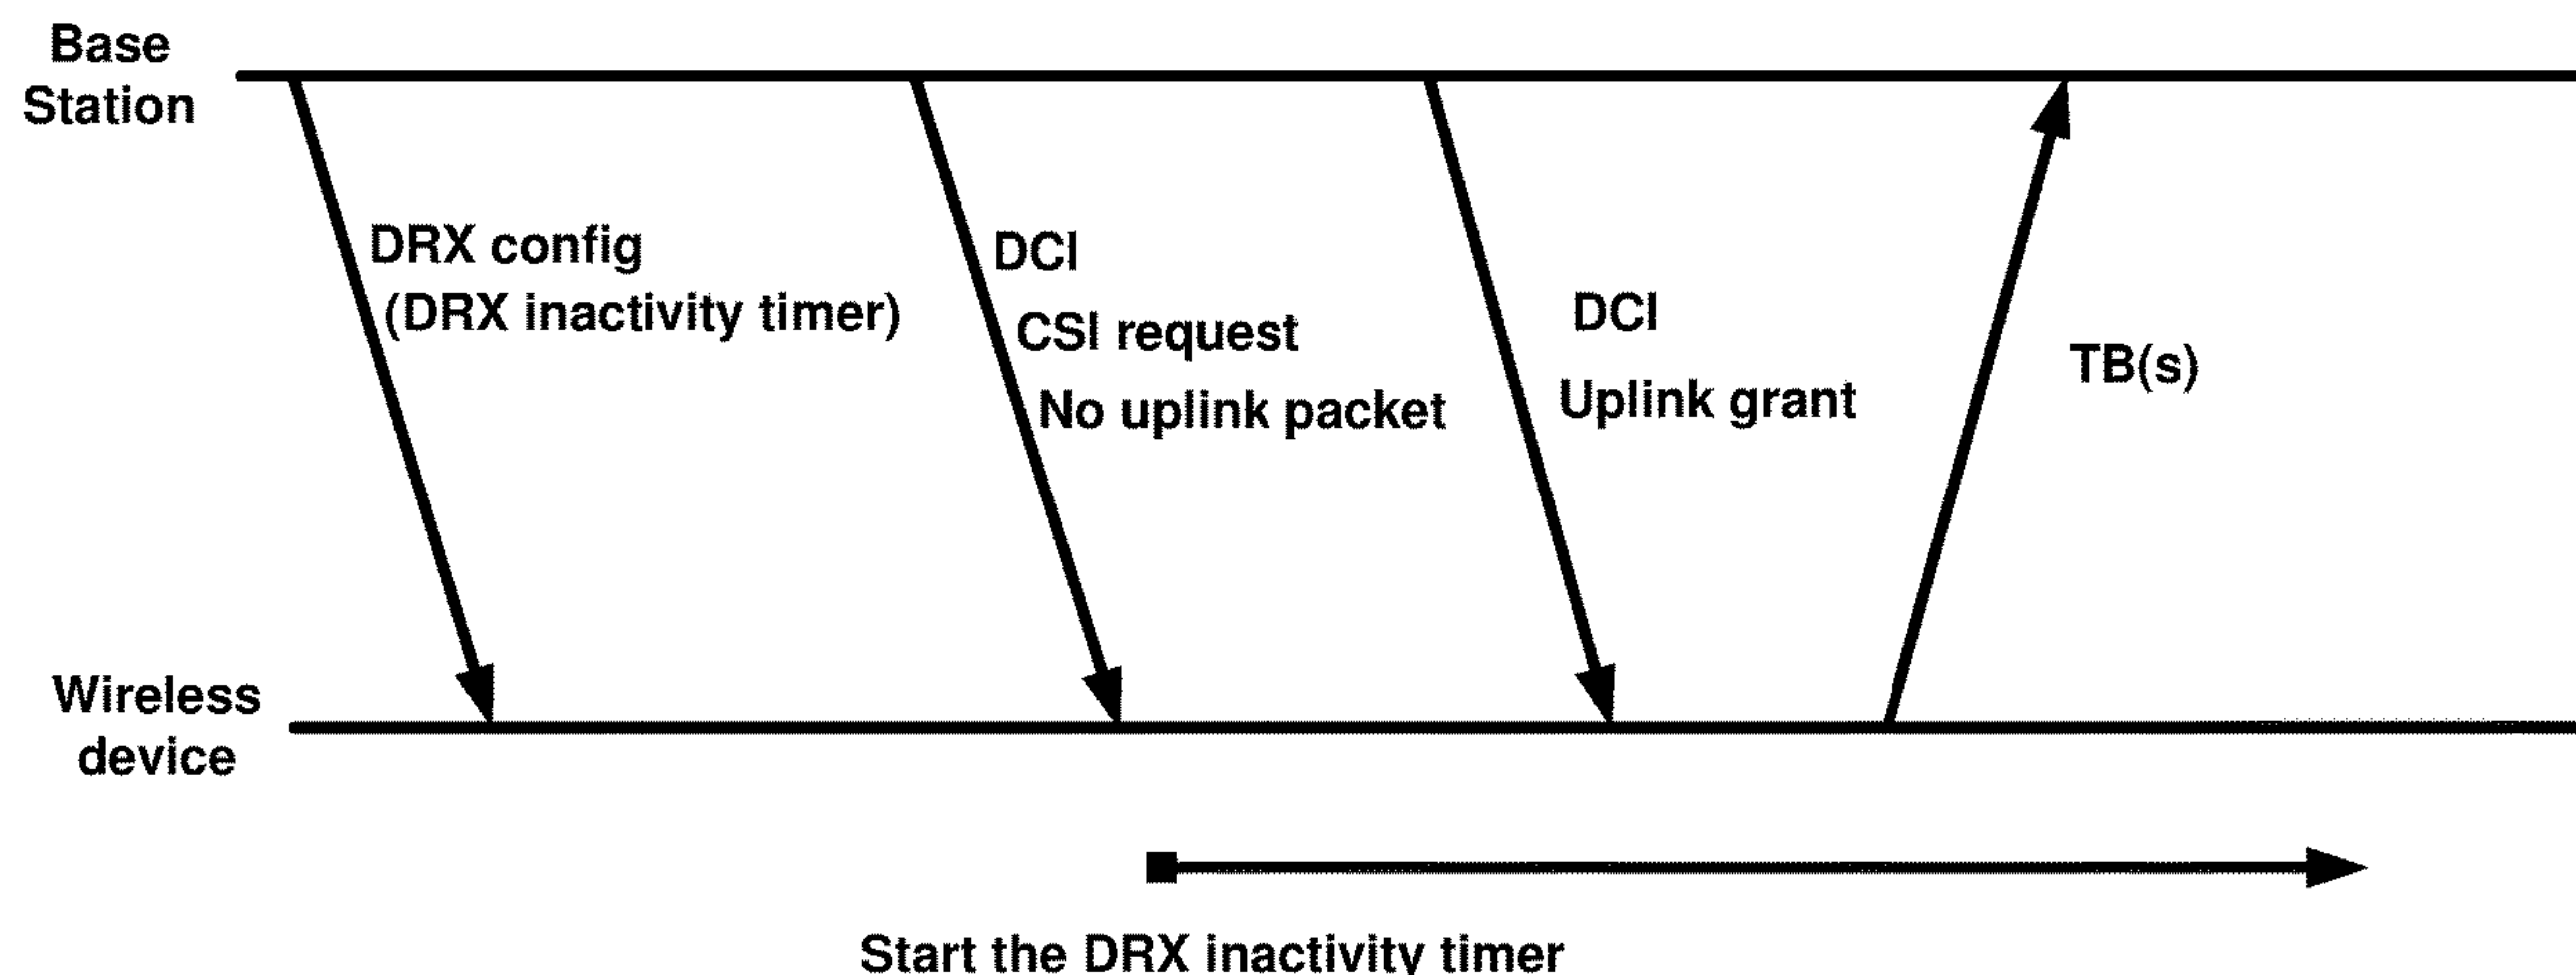 Base
Station
DRX config
(DRX inactivity timer)
DCI
CSI request
No uplink packet
DCI
Uplink grant
TB(s)
Wireless
device
Start the DRX inactivity timer